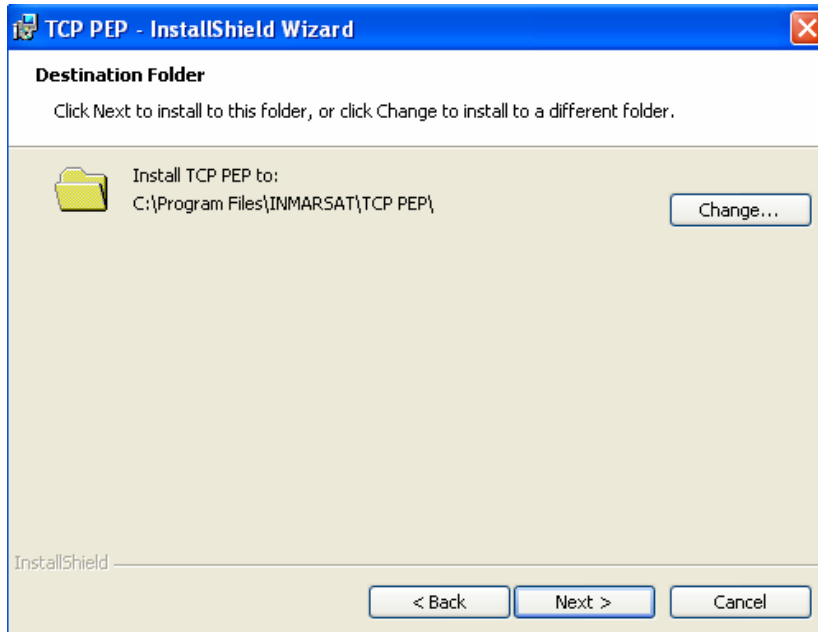 TCP PEP - InstallShield Wizard
Destination Folder
Click Next to install to this folder, or click Change to install to a different folder.
Install TCP PEP to:
C:\Program Files\INMARSAT\TCP PEP\
Change...
InstallShield
< Back
Next >
Cancel